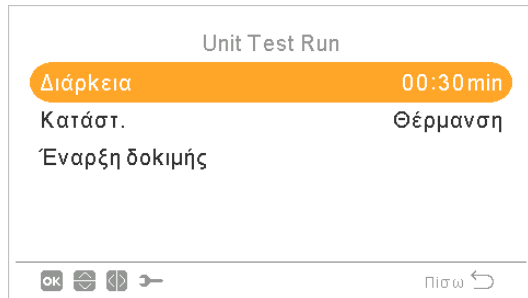 Unit Test Run
Διάρκεια 00:30min
Κατάστ. Θέρμανση
Έναρξη δοκιμής
OK Πίσω